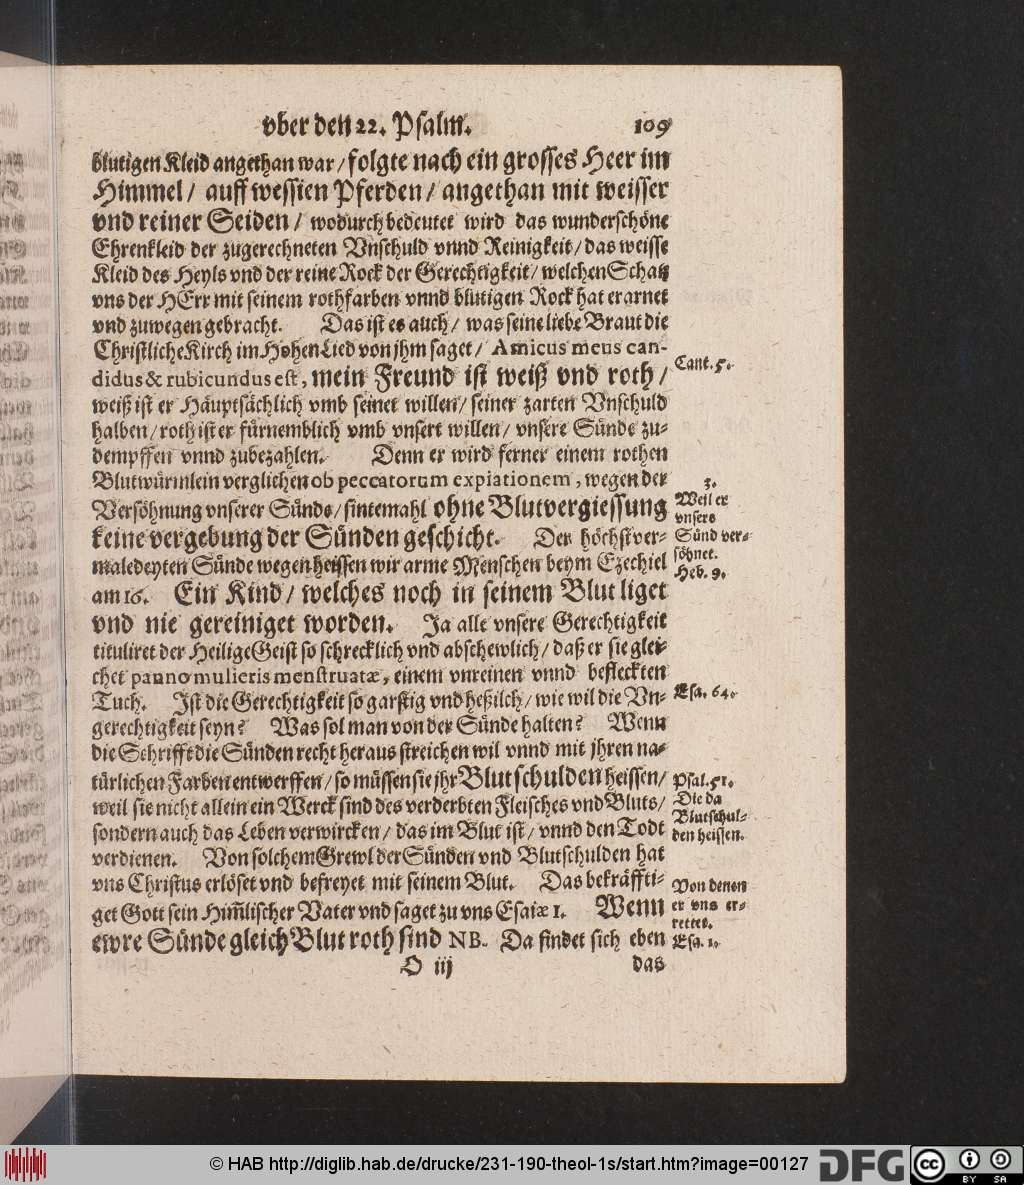 vber den 22. Psalm. 109
blutigen Kleid angethan war / folgte nach ein grosses Heer im
Himmel / auff weissen Pferden / angethan mit weisser
vnd reiner Seiden / wodurch bedeutet wird das wunderschöne
Ehrenkleid der zugerechneten Vnschuld vnnd Reinigkeit / das weisse
Kleid des Heyls vnd der reine Rock der Gerechtigkeit / welchen Schatz
vns der HErr mit seinem rothfarben vnnd blutigen Rock hat erarnet
vnd zuwegen gebracht. Das ist es auch / was seine liebe Braut die
Christliche Kirch im Hohen Lied von jhm saget / Amicus meus can-
didus & rubicundus est, mein Freund ist weiß vnd roth /
Cant. 5.
weiß ist er Häuptsächlich vmb seinet willen / seiner zarten Vnschuld
halben / roth ist er fürnemblich vmb vnsert willen / vnsere Sünde zu-
dempffen vnnd zubezahlen. Denn er wird ferner einem rothen
Blutwürmlein verglichen ob peccatorum expiationem, wegen der
Versöhnung vnserer Sünde / sintemahl ohne Blutvergiessung
keine vergebung der Sünden geschicht. Der höchstver-
3.
Weil er
vnsere
Sünd ver-
söhnet.
Heb. 9.
maledeyten Sünde wegen heissen wir arme Menschen beym Ezechiel
am 16. Ein Kind / welches noch in seinem Blut liget
vnd nie gereiniget worden. Ja alle vnsere Gerechtigkeit
tituliret der Heilige Geist so schrecklich vnd abschewlich / daß er sie glei-
chet panno mulieris menstruatæ, einem vnreinen vnnd befleckten
Tuch. Ist die Gerechtigkeit so garstig vnd heßilch / wie wil die Vn-
Esa. 64.
gerechtigkeit seyn? Was sol man von der Sünde halten? Wenn
die Schrifft die Sünden recht heraus streichen wil vnnd mit jhren na-
türlichen Farben entwerffen / so müssen sie jhr Blutschulden heissen /
weil sie nicht allein ein Werck sind des verderbten Fleisches vnd Bluts /
sondern auch das Leben verwircken / das im Blut ist / vnnd den Todt
Psal. 51.
Die da
Blutschul-
den heissen.
verdienen. Von solchem Grewl der Sünden vnd Blutschulden hat
vns Christus erlöset vnd befreyet mit seinem Blut. Das bekräffti-
get Gott sein Him̃lischer Vater vnd saget zu vns Esaiæ 1. Wenn
ewre Sünde gleich Blut roth sind NB. Da findet sich eben
Von denen
er vns er-
rettet.
Esa. 1.
O iij das
© HAB http://diglib.hab.de/drucke/231-190-theol-1s/start.htm?image=00127
DFG
cc BY SA